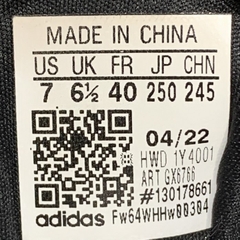 MADE IN CHINA
US UK FR JP CHN
7 6½ 40 250 245
04/22
HWD 1Y4001
ART GX6766
#130178661
adidas Fw64WHHw00304